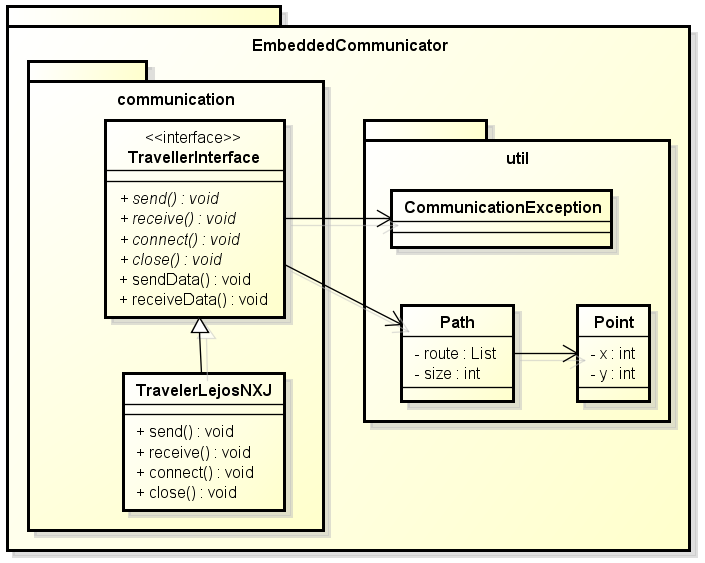 EmbeddedCommunicator
communication
<<interface>>
TravellerInterface
+ send() : void
+ receive() : void
+ connect() : void
+ close() : void
+ sendData() : void
+ receiveData() : void
TravelerLejosNXJ
+ send() : void
+ receive() : void
+ connect() : void
+ close() : void
util
CommunicationException
Path
- route : List
- size : int
Point
- x : int
- y : int